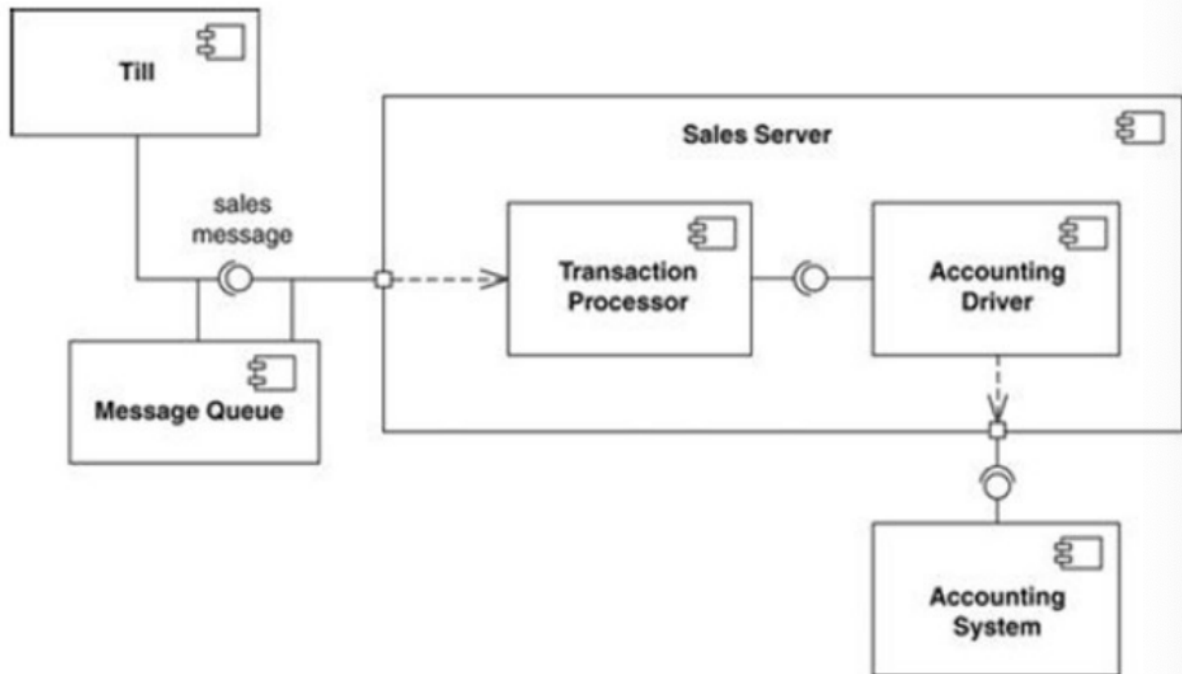 Till
Sales Server
sales
message
Transaction
Processor
Accounting
Driver
Message Queue
Accounting
System